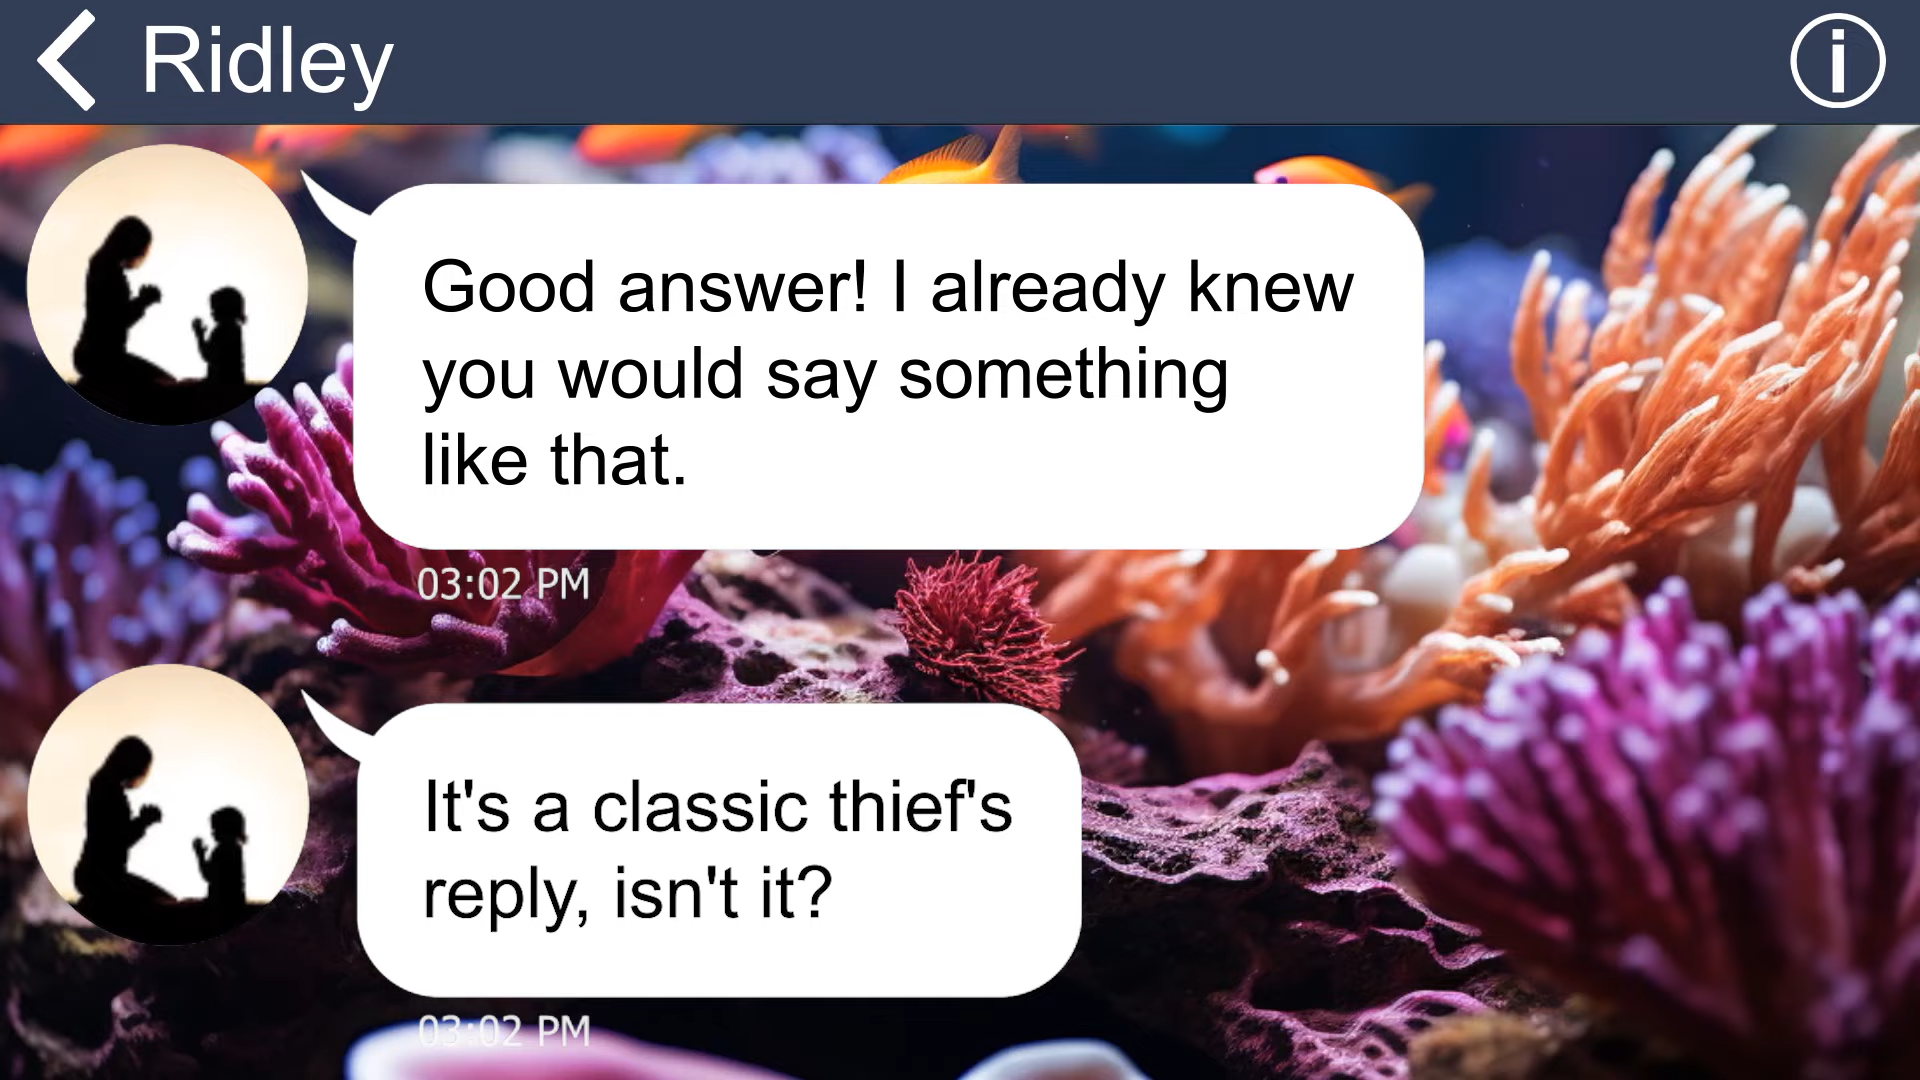 Ridley
Good answer! I already knew
you would say something
like that.
03:02 PM
It's a classic thief's
reply, isn't it?
03:02 PM